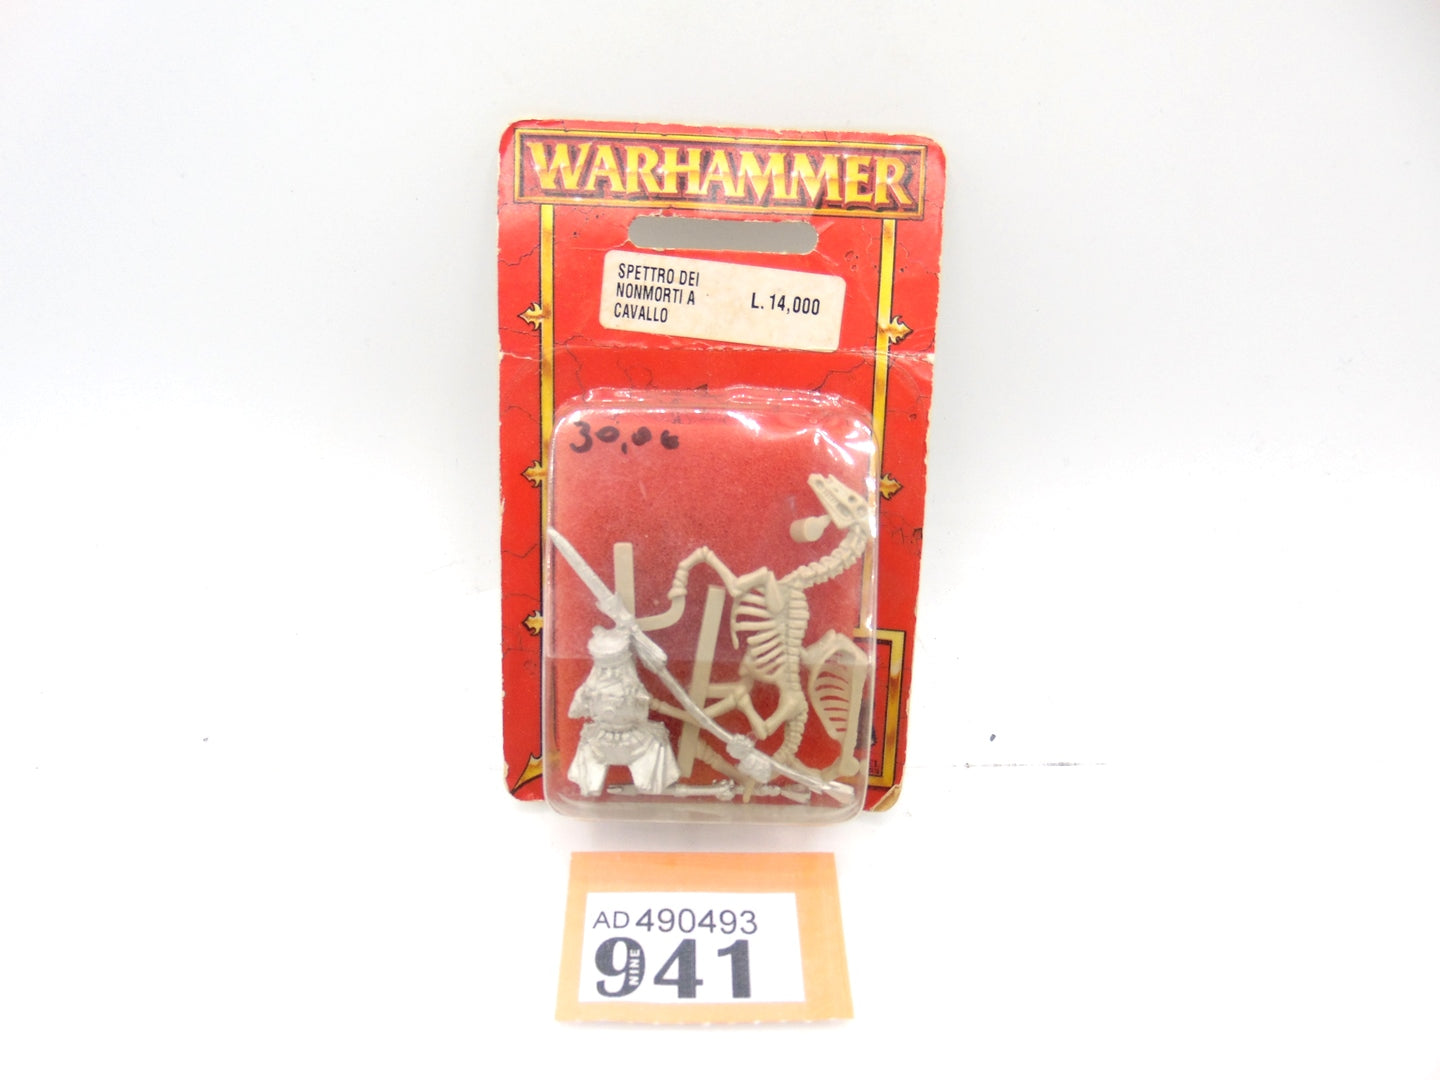 WARHAMMER
SPETTRO DEI
NONMORTI A
CAVALLO
L. 14,000
30,00
AD 490493
941
NINE